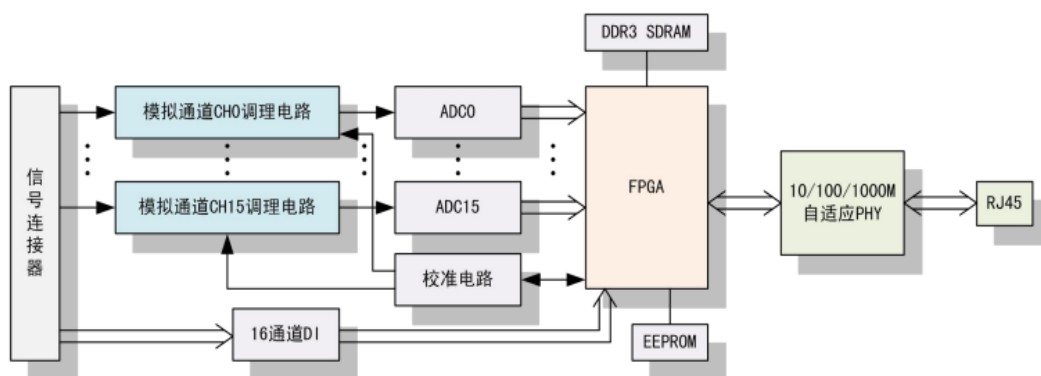 DDR3 SDRAM
信号连接器
模拟通道CH0调理电路
ADC0
FPGA
10/100/1000M
自适应PHY
RJ45
模拟通道CH15调理电路
ADC15
校准电路
16通道DI
EEPROM